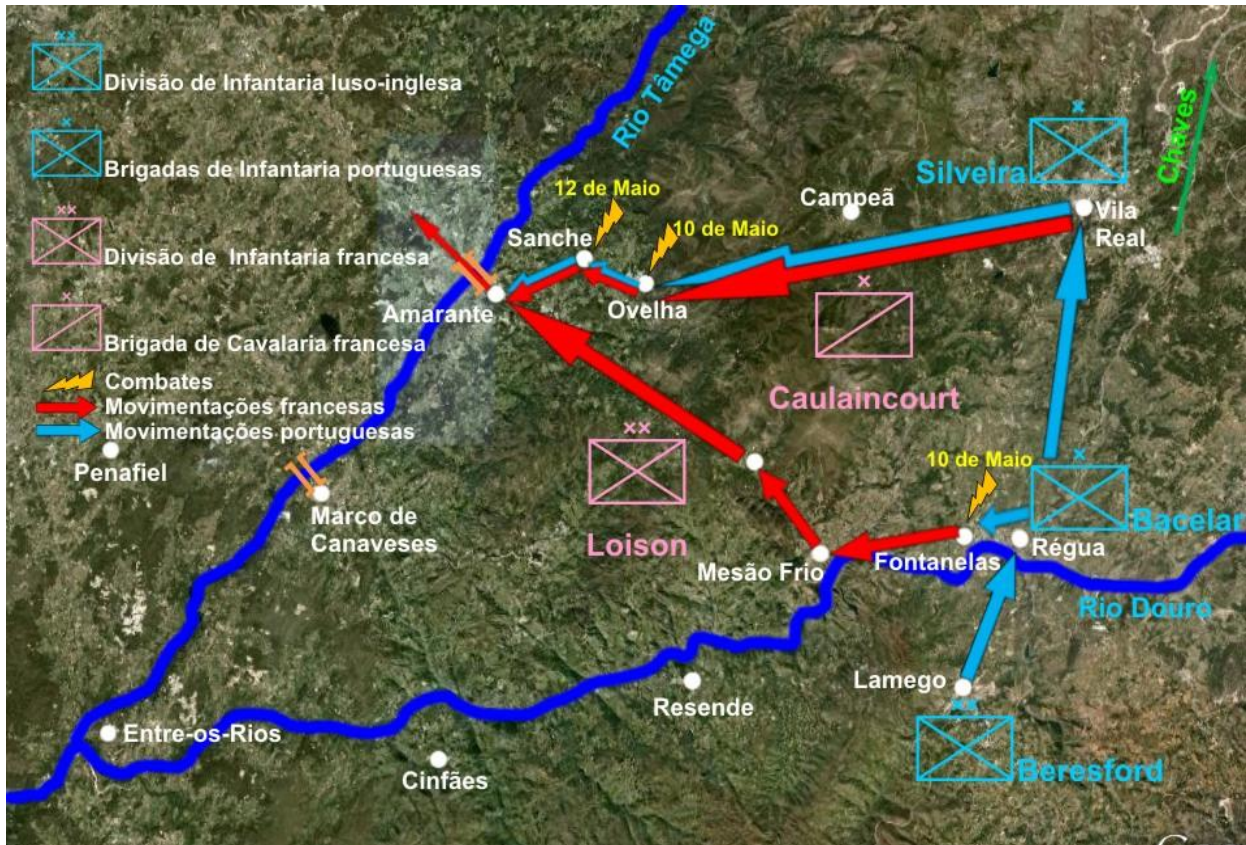 ××
Divisão de Infantaria luso-inglesa
×
Brigadas de Infantaria portuguesas
××
Divisão de Infantaria francesa
×
Brigada de Cavalaria francesa
Combates
Movimentações francesas
Movimentações portuguesas
Rio Tâmega
×
Silveira
Chaves
12 de Maio
Campeã
Vila
Real
Sanche
10 de Maio
Amarante
Ovelha
×
Caulaincourt
Penafiel
××
Loison
10 de Maio
×
Bacelar
Marco de
Canaveses
Mesão Frio
Fontanelas
Régua
Rio Douro
Lamego
Resende
××
Beresford
Entre-os-Rios
Cinfães